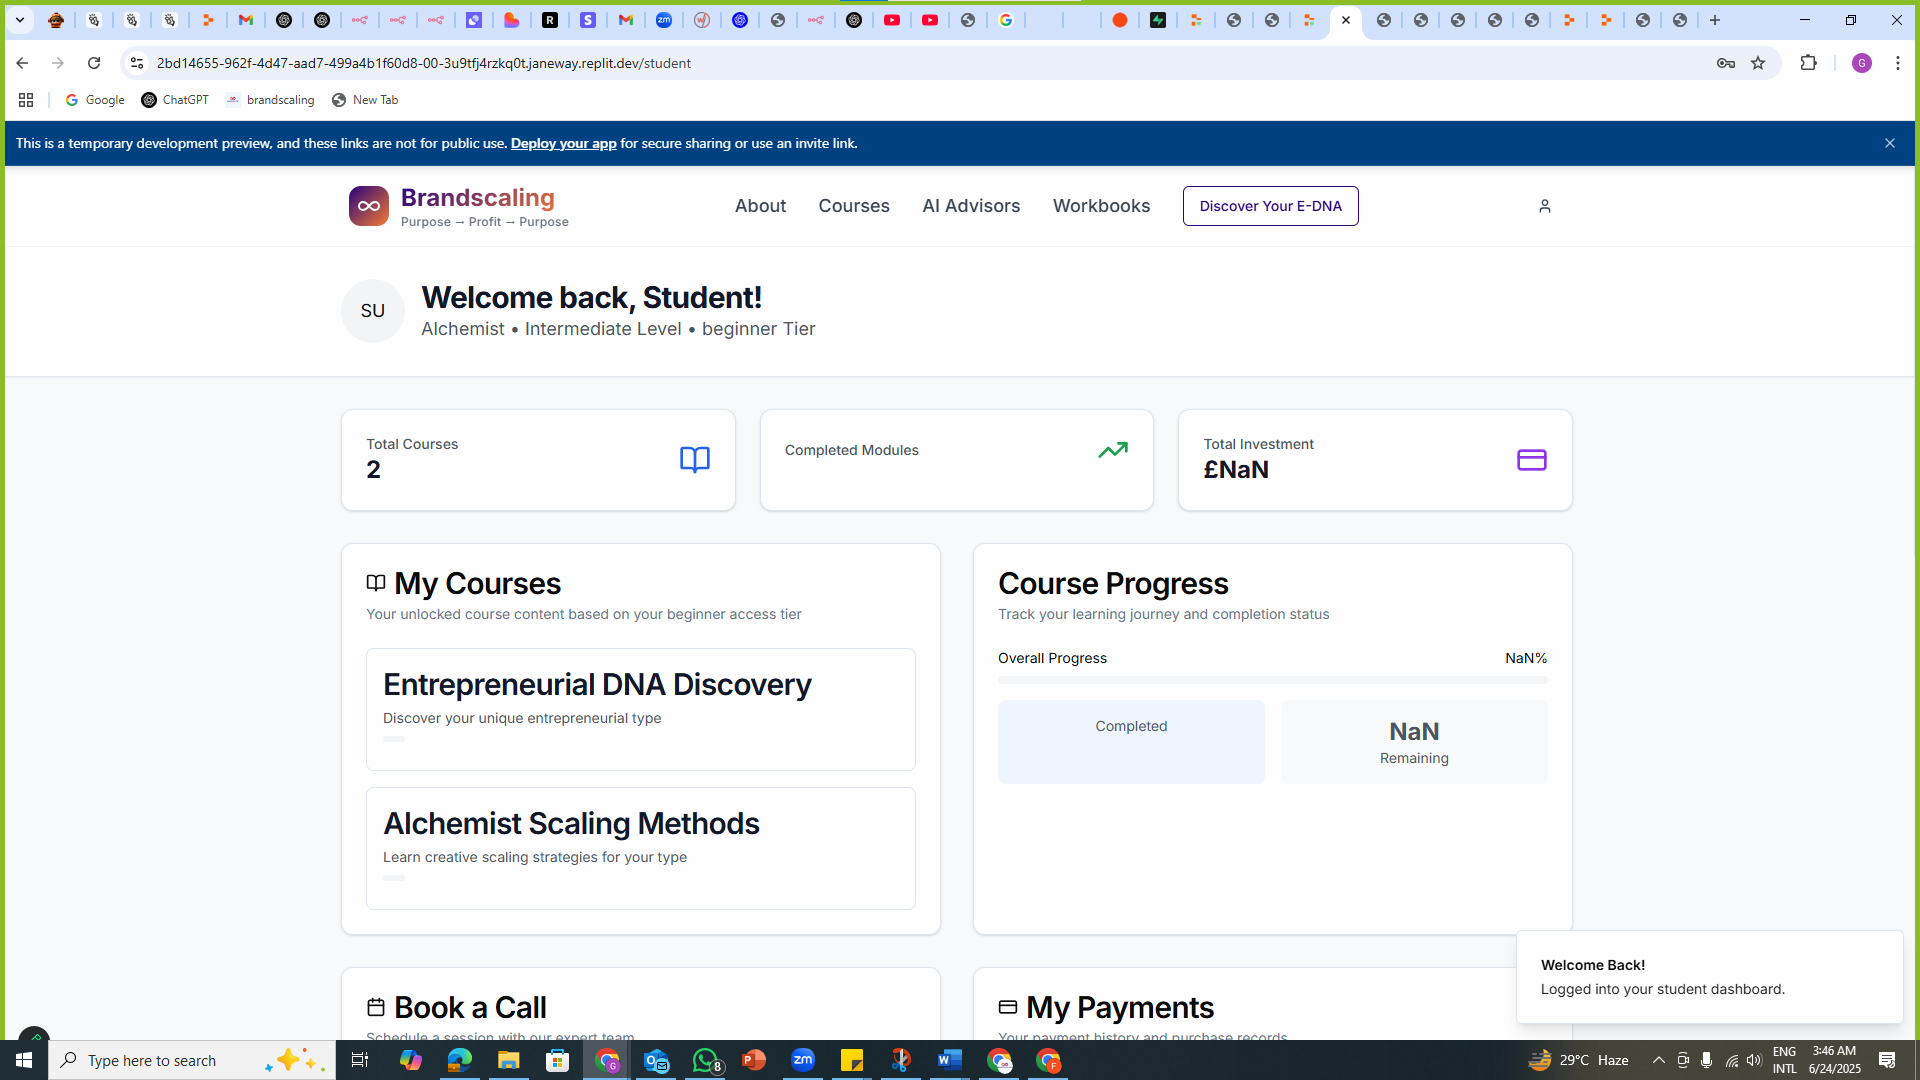 2bd14655-962f-4d47-aad7-499a4b1f60d8-00-3u9tfj4rzkq0t.janeway.replit.dev/student
G
Google
ChatGPT
brandscaling
New Tab
This is a temporary development preview, and these links are not for public use. Deploy your app for secure sharing or use an invite link.
Brandscaling
Purpose → Profit → Purpose
About
Courses
AI Advisors
Workbooks
Discover Your E-DNA
SU
Welcome back, Student!
Alchemist • Intermediate Level • beginner Tier
Total Courses
2
Completed Modules
Total Investment
£NaN
My Courses
Your unlocked course content based on your beginner access tier
Entrepreneurial DNA Discovery
Discover your unique entrepreneurial type
Alchemist Scaling Methods
Learn creative scaling strategies for your type
Course Progress
Track your learning journey and completion status
Overall Progress
NaN%
Completed
NaN
Remaining
Book a Call
Schedule a session with our expert team
My Payments
Your payment history and purchase records
Welcome Back!
Logged into your student dashboard.
Type here to search
8
zm
29°C Haze
ENG
INTL
3:46 AM
6/24/2025